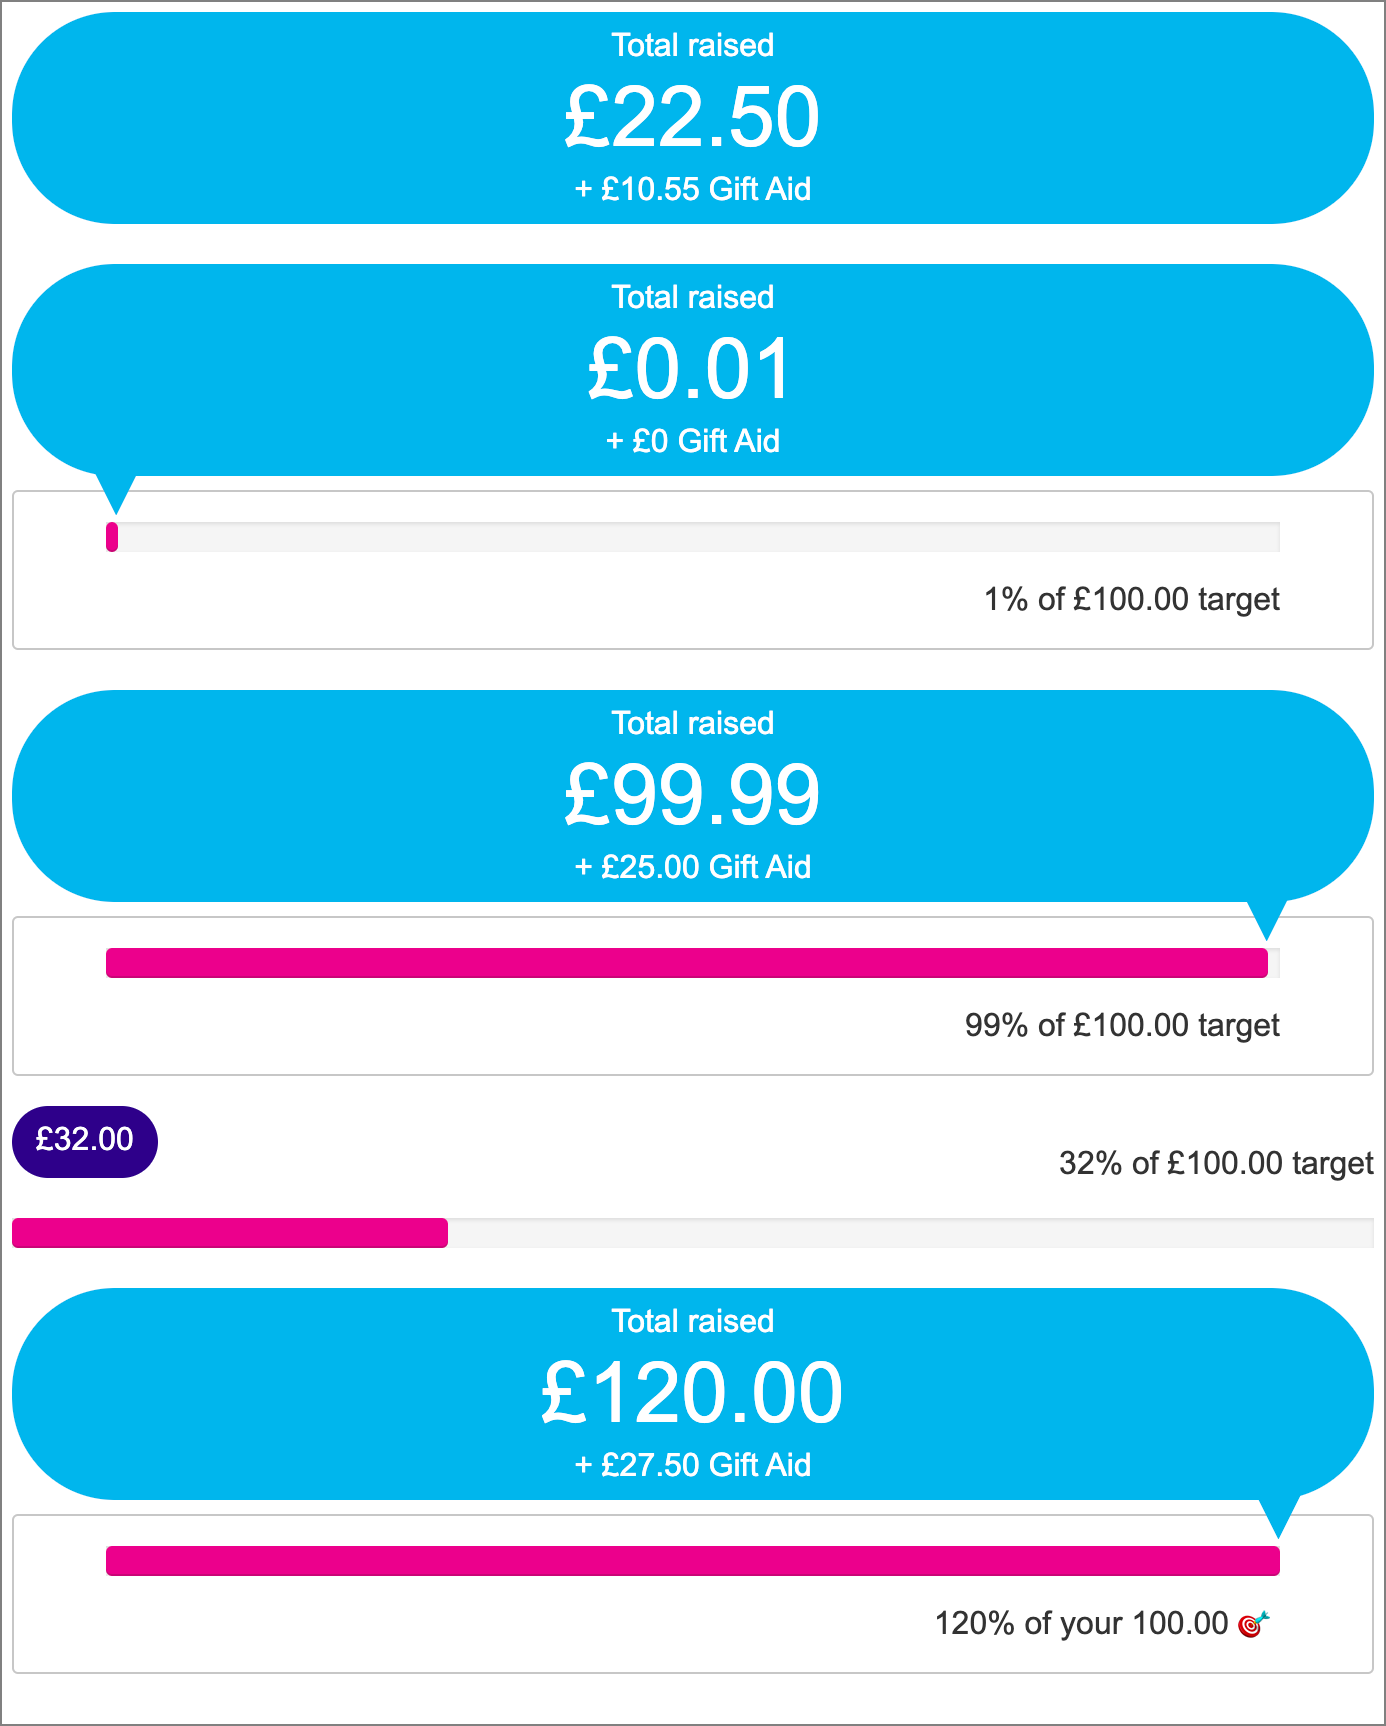 Total raised
£22.50
+ £10.55 Gift Aid
Total raised
£0.01
+ £0 Gift Aid
1% of £100.00 target
Total raised
£99.99
+ £25.00 Gift Aid
99% of £100.00 target
£32.00
32% of £100.00 target
Total raised
£120.00
+ £27.50 Gift Aid
120% of your 100.00 🎯